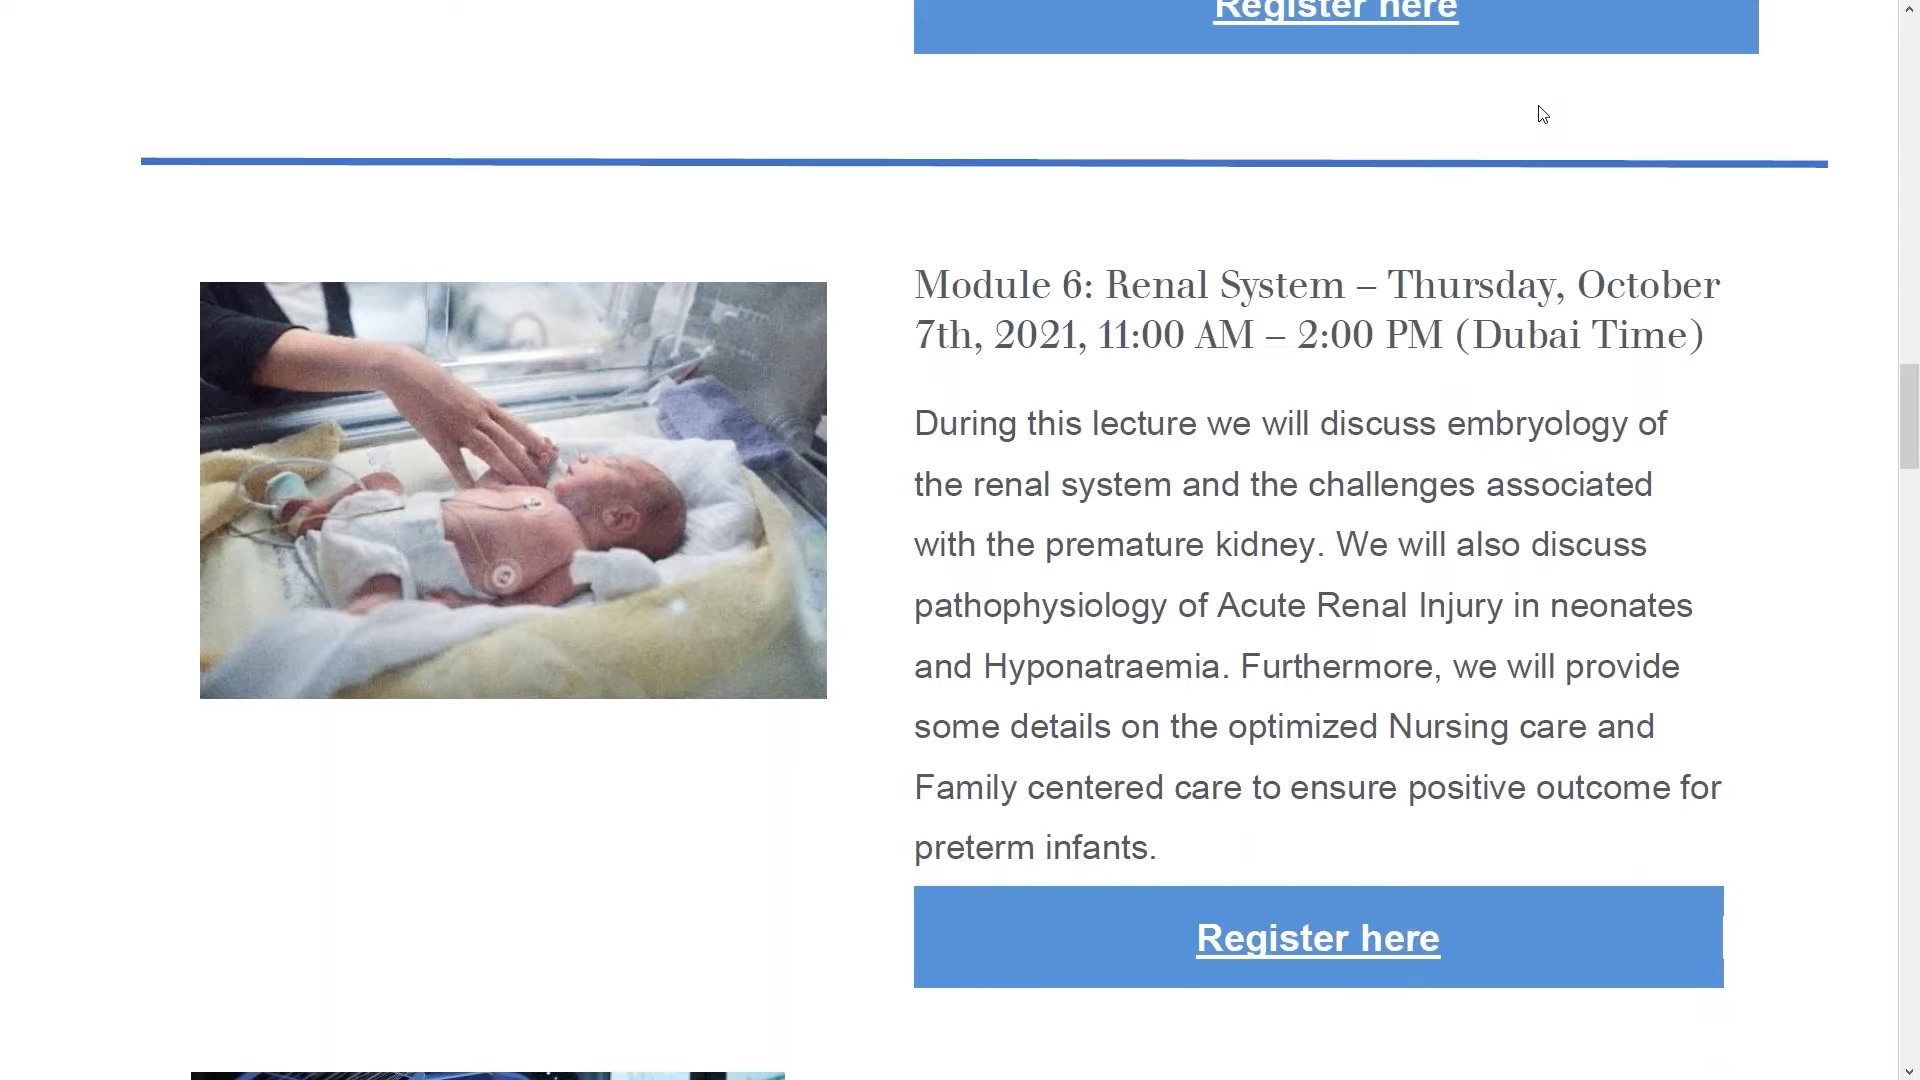 Register here
Module 6: Renal System – Thursday, October
7th, 2021, 11:00 AM – 2:00 PM (Dubai Time)
During this lecture we will discuss embryology of
the renal system and the challenges associated
with the premature kidney. We will also discuss
pathophysiology of Acute Renal Injury in neonates
and Hyponatraemia. Furthermore, we will provide
some details on the optimized Nursing care and
Family centered care to ensure positive outcome for
preterm infants.
Register here